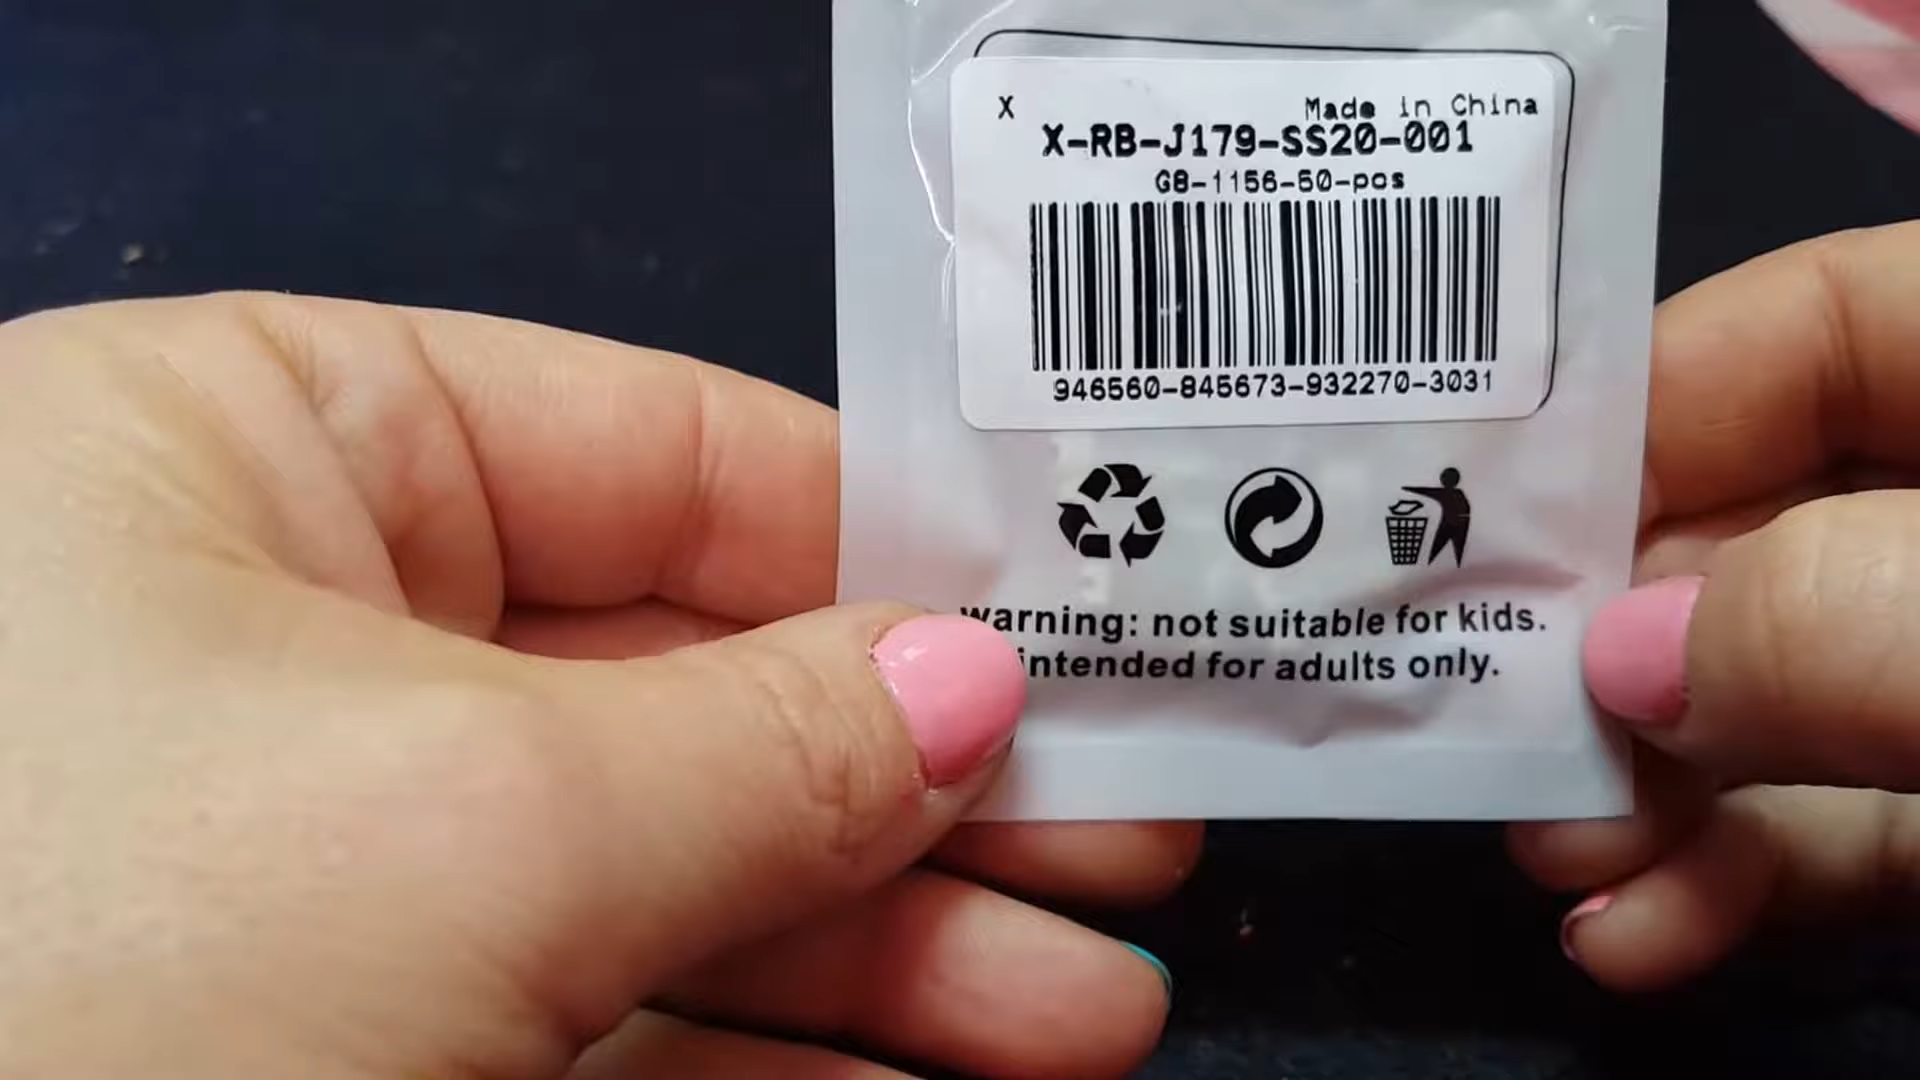 X
Made in China
X-RB-J179-SS20-001
G8-1156-50-pcs
946560-845673-932270-3031
warning: not suitable for kids.
intended for adults only.